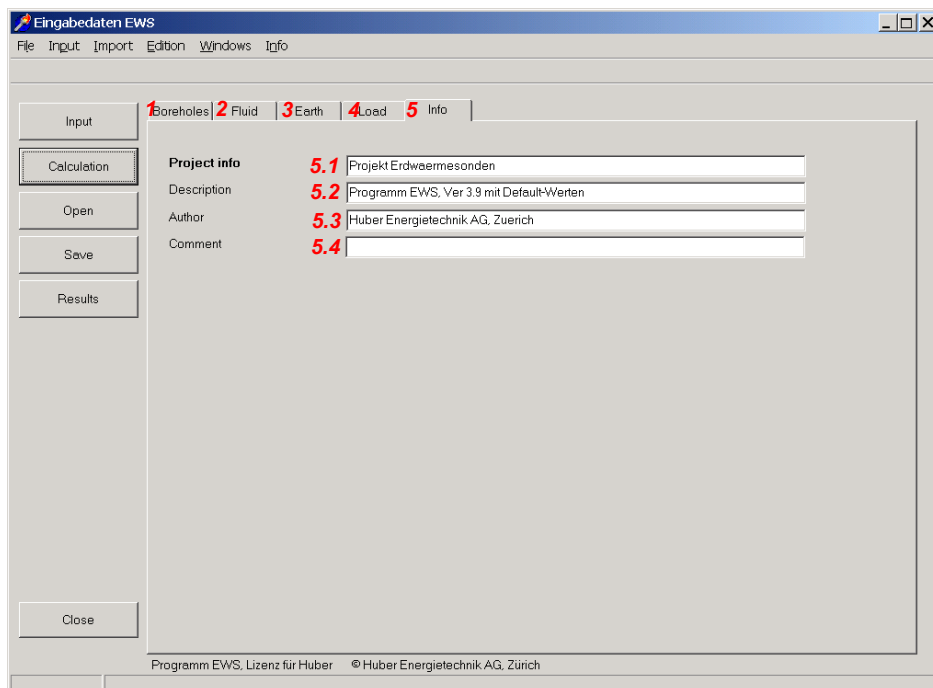 Eingabedaten EWS
File Input Import Edition Windows Info
1 Boreholes 2 Fluid 3 Earth 4 Load 5 Info
Input
Calculation
Open
Save
Results
Close
Project info 5.1 Projekt Erdwaermesonden
Description 5.2 Programm EWS, Ver 3.9 mit Default-Werten
Author 5.3 Huber Energietechnik AG, Zuerich
Comment 5.4
Programm EWS, Lizenz für Huber © Huber Energietechnik AG, Zürich